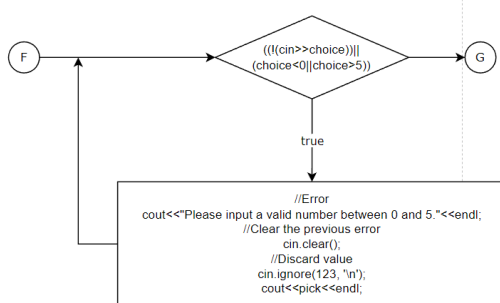 F
((!(cin>>choice))||
(choice<0||choice>5))
G
true
//Error
cout<<"Please input a valid number between 0 and 5."<<endl;
//Clear the previous error
cin.clear();
//Discard value
cin.ignore(123, '\n');
cout<<pick<<endl;